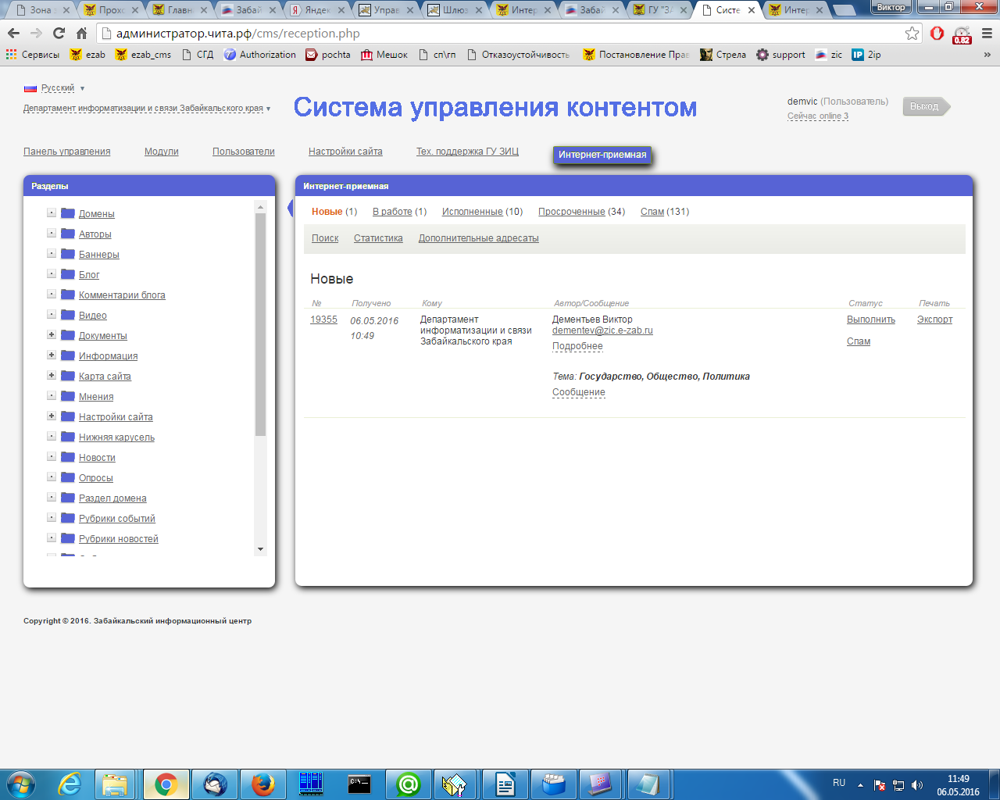 Зона
Прохо
Главн
Забай
Яндек
Управ
Шлюз
Интер
Забай
ГУ "ЗА
Систе
Интер
Виктор
администратор.чита.рф/cms/reception.php
0.82
Сервисы
ezab
ezab_cms
СГД
Authorization
pochta
Мешок
сп\гп
Отказоустойчивость
Постановление Прав
Стрела
support
zic
IP 2ip
»
Русский
Департамент информатизации и связи Забайкальского края
Система управления контентом
demvic (Пользователь)
Сейчас online 3
Выход
Панель управления
Модули
Пользователи
Настройки сайта
Тех. поддержка ГУ ЗИЦ
Интернет-приемная
Разделы
Домены
Авторы
Баннеры
Блог
Комментарии блога
Видео
Документы
Информация
Карта сайта
Мнения
Настройки сайта
Нижняя карусель
Новости
Опросы
Раздел домена
Рубрики событий
Рубрики новостей
Интернет-приемная
Новые (1) В работе (1) Исполненные (10) Просроченные (34) Спам (131)
Поиск Статистика Дополнительные адресаты
Новые
№ Получено Кому Автор/Сообщение Статус Печать
19355
06.05.2016
10:49
Департамент
информатизации и связи
Забайкальского края
Дементьев Виктор
dementev@zic.e-zab.ru
Подробнее
Тема: Государство, Общество, Политика
Сообщение
Выполнить
Спам
Экспорт
Copyright © 2016. Забайкальский информационный центр
C:\
RU
11:49
06.05.2016